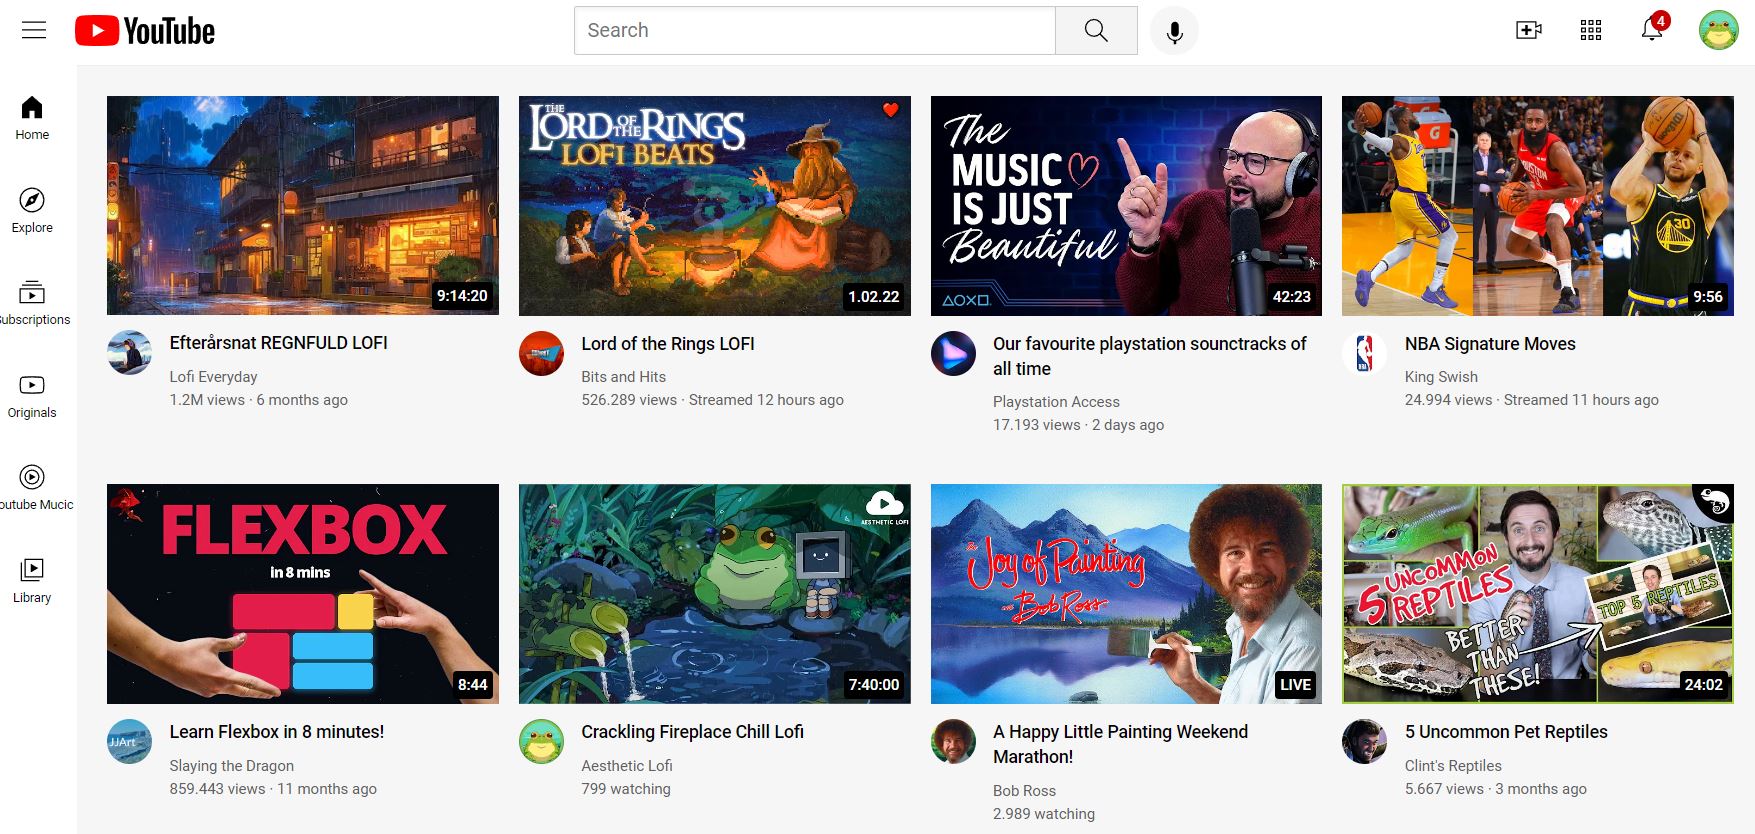 YouTube
Search
4
Home
Explore
Subscriptions
Originals
outube Music
Library
9:14:20
Efterårsnat REGNFULD LOFI
Lofi Everyday
1.2M views · 6 months ago
THE
LORD OF THE RINGS
LOFI BEATS
1.02.22
Lord of the Rings LOFI
Bits and Hits
526.289 views · Streamed 12 hours ago
The
MUSIC
IS JUST
Beautiful
42:23
Our favourite playstation sounctracks of
all time
Playstation Access
17.193 views · 2 days ago
G
G
HOUSTON
30
9:56
NBA Signature Moves
King Swish
24.994 views · Streamed 11 hours ago
FLEXBOX
in 8 mins
8:44
JJArt
Learn Flexbox in 8 minutes!
Slaying the Dragon
859.443 views · 11 months ago
AESTHETIC LOFI
7:40:00
Crackling Fireplace Chill Lofi
Aesthetic Lofi
799 watching
The
Joy of Painting
with Bob Ross
LIVE
A Happy Little Painting Weekend
Marathon!
Bob Ross
2.989 watching
5 UNCOMMON
REPTILES
TOP 5 REPTILES
BETTER
THAN
THESE!
24:02
5 Uncommon Pet Reptiles
Clint's Reptiles
5.667 views · 3 months ago